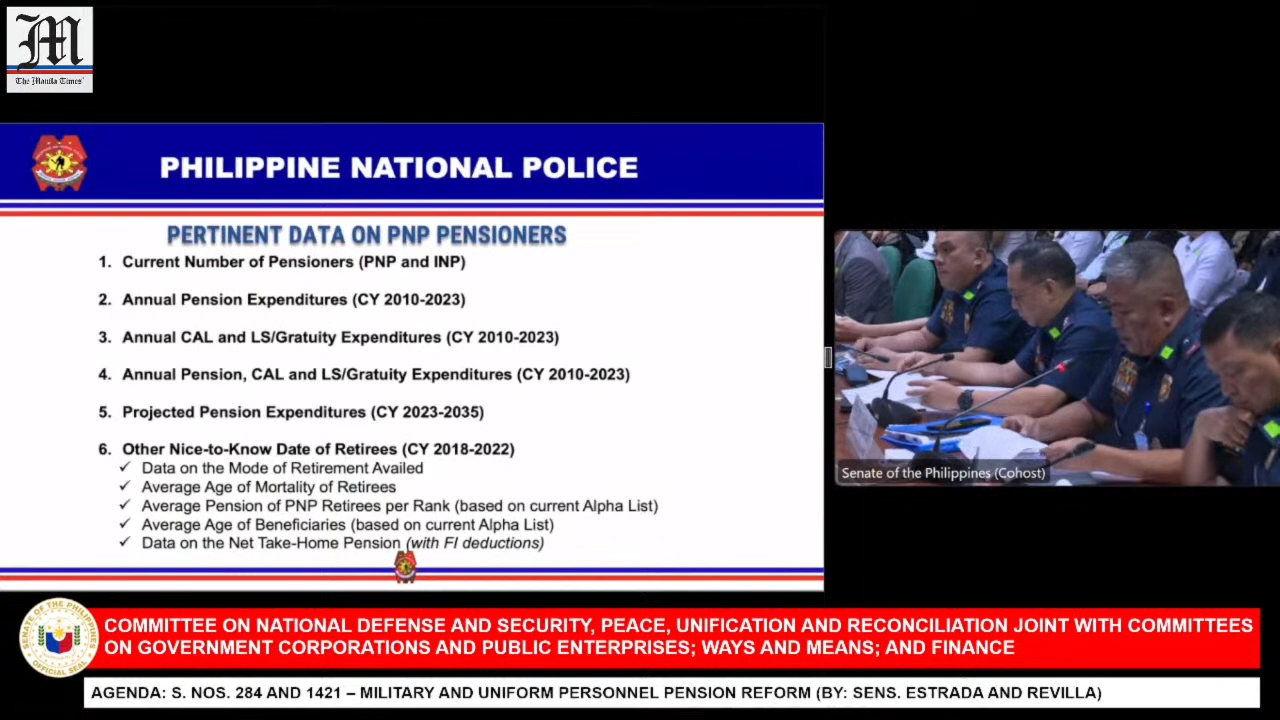 M
The Manila Times
PHILIPPINE NATIONAL POLICE
PERTINENT DATA ON PNP PENSIONERS
1. Current Number of Pensioners (PNP and INP)
2. Annual Pension Expenditures (CY 2010-2023)
3. Annual CAL and LS/Gratuity Expenditures (CY 2010-2023)
4. Annual Pension, CAL and LS/Gratuity Expenditures (CY 2010-2023)
5. Projected Pension Expenditures (CY 2023-2035)
6. Other Nice-to-Know Date of Retirees (CY 2018-2022)
✓ Data on the Mode of Retirement Availed
✓ Average Age of Mortality of Retirees
✓ Average Pension of PNP Retirees per Rank (based on current Alpha List)
✓ Average Age of Beneficiaries (based on current Alpha List)
✓ Data on the Net Take-Home Pension (with FI deductions)
Senate of the Philippines (Cohost)
SENATE OF THE PHILIPPINES
OFFICIAL SEAL
COMMITTEE ON NATIONAL DEFENSE AND SECURITY, PEACE, UNIFICATION AND RECONCILIATION JOINT WITH COMMITTEES
ON GOVERNMENT CORPORATIONS AND PUBLIC ENTERPRISES; WAYS AND MEANS; AND FINANCE
AGENDA: S. NOS. 284 AND 1421 – MILITARY AND UNIFORM PERSONNEL PENSION REFORM (BY: SENS. ESTRADA AND REVILLA)